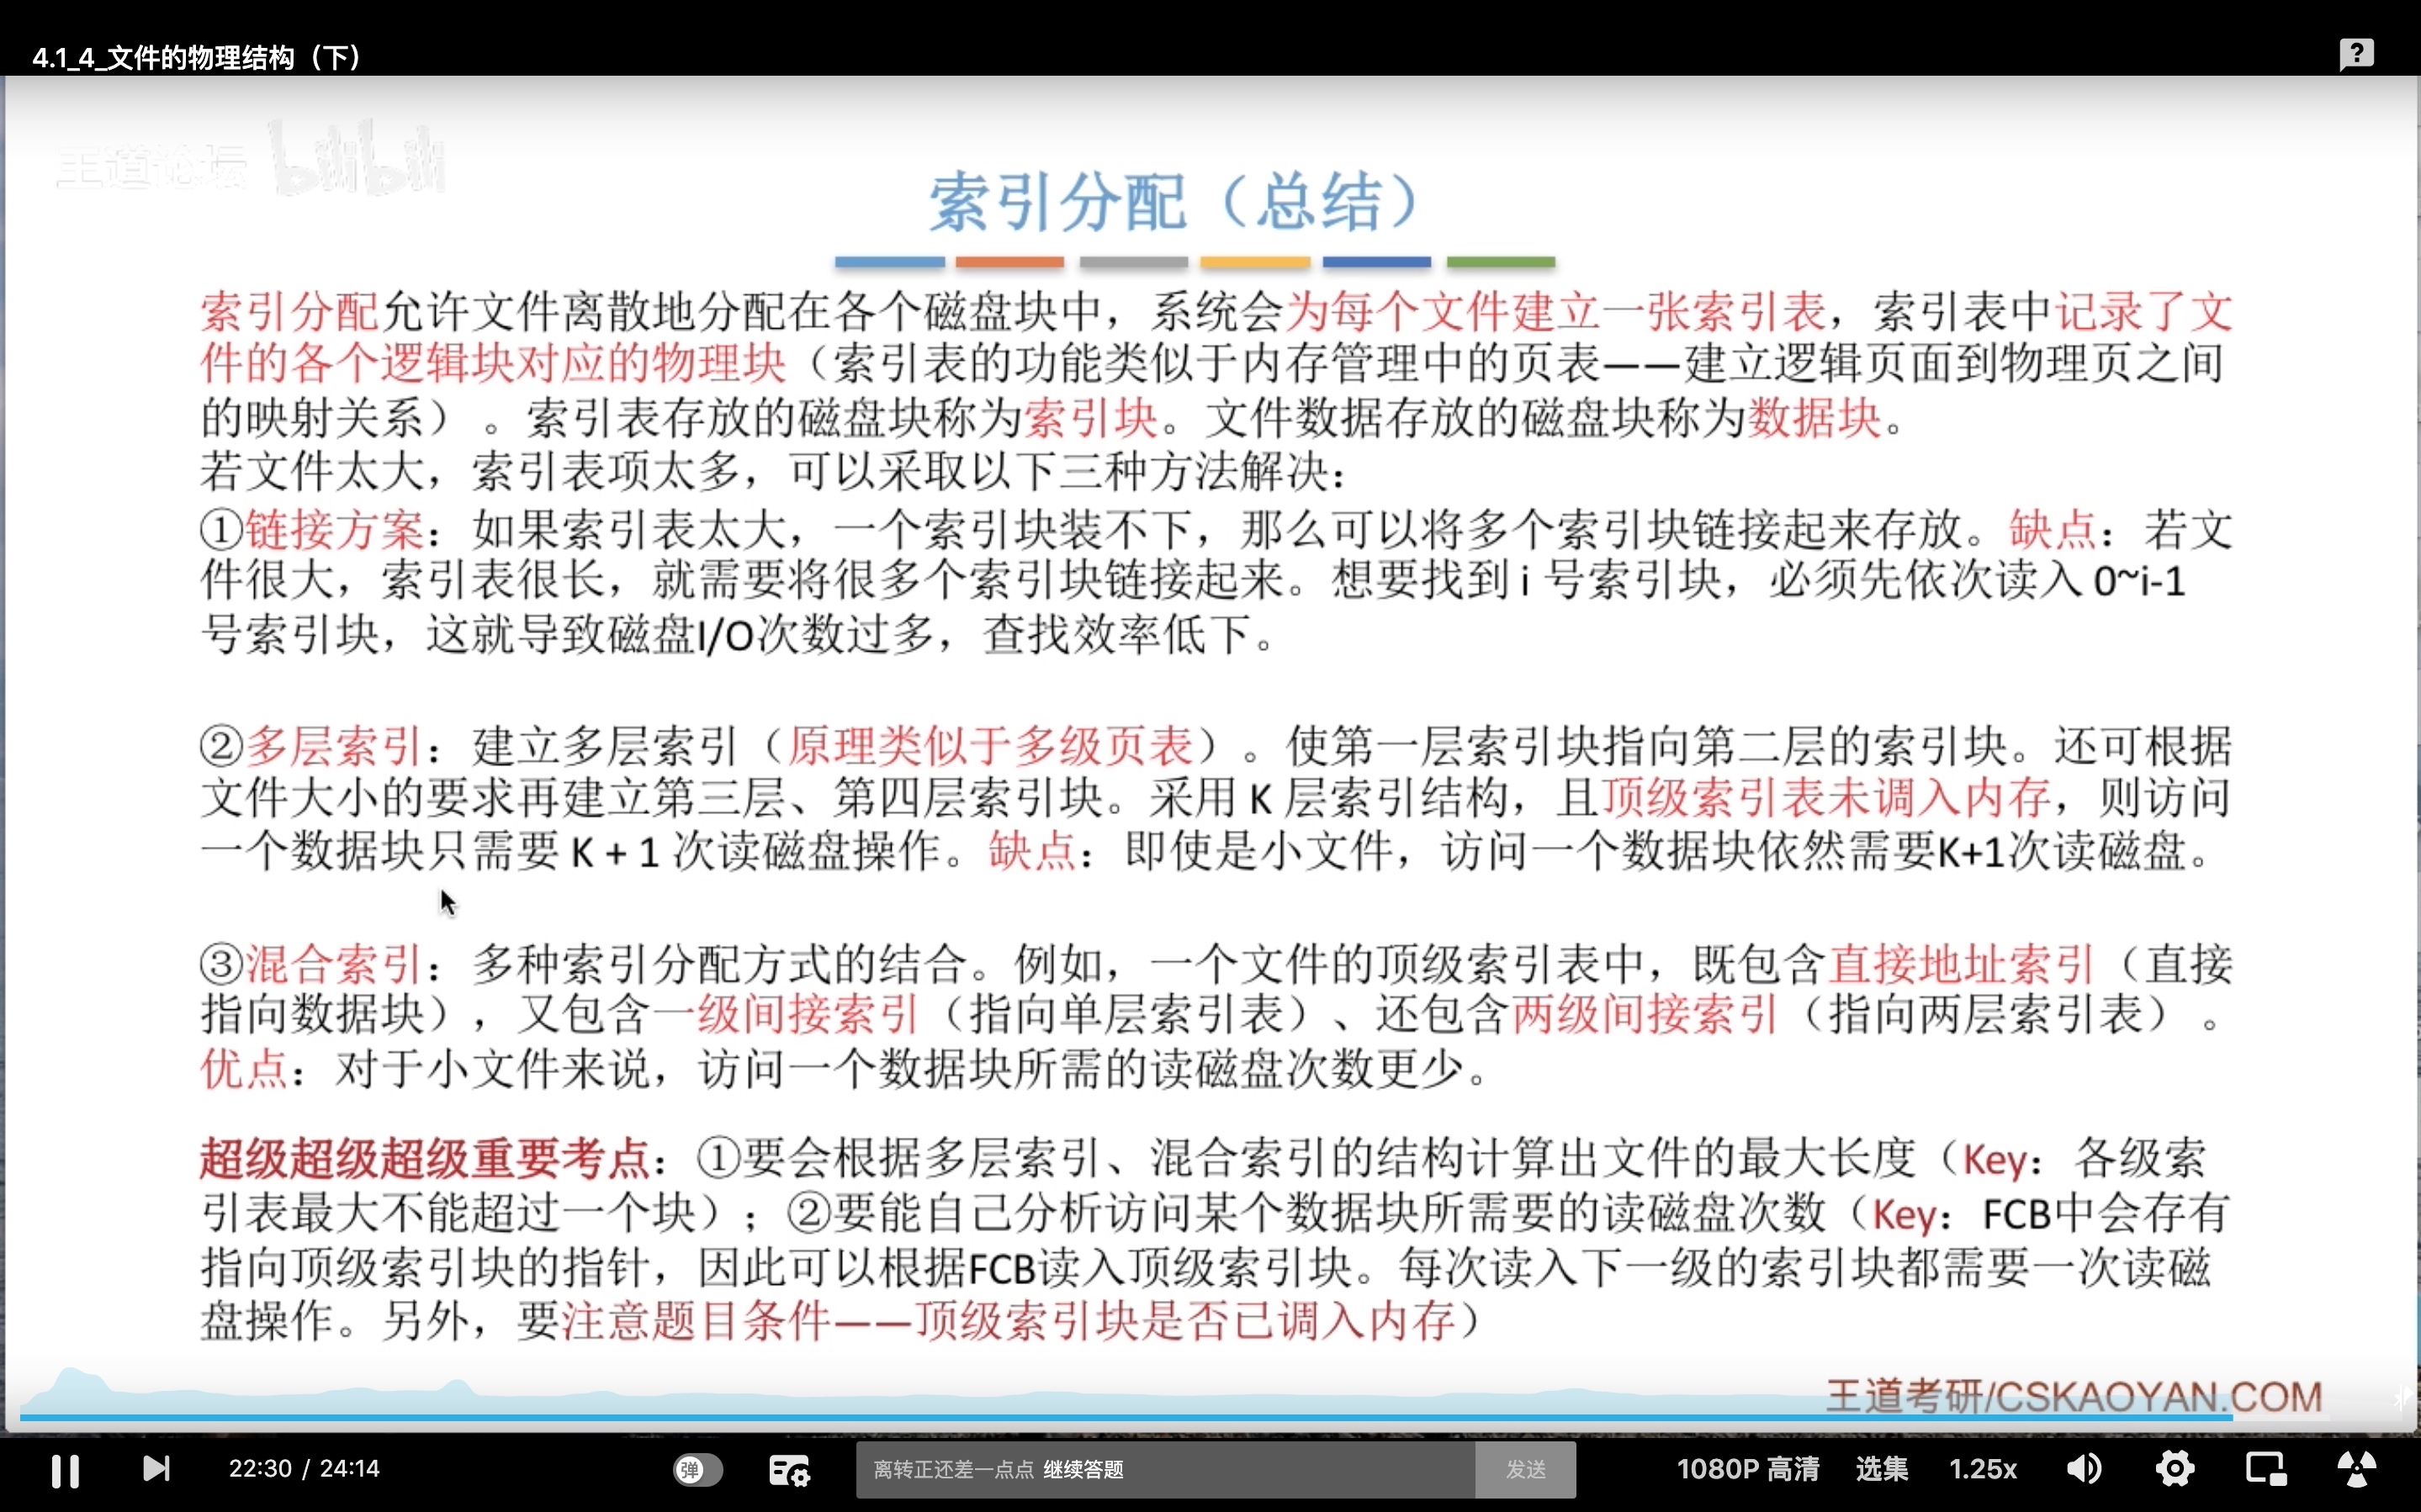 4.1_4_文件的物理结构（下）
王道论坛 bilibili
索引分配（总结）
索引分配允许文件离散地分配在各个磁盘块中，系统会为每个文件建立一张索引表，索引表中记录了文
件的各个逻辑块对应的物理块（索引表的功能类似于内存管理中的页表——建立逻辑页面到物理页之间
的映射关系）。索引表存放的磁盘块称为索引块。文件数据存放的磁盘块称为数据块。
若文件太大，索引表项太多，可以采取以下三种方法解决：
①链接方案：如果索引表太大，一个索引块装不下，那么可以将多个索引块链接起来存放。缺点：若文
件很大，索引表很长，就需要将很多个索引块链接起来。想要找到 i 号索引块，必须先依次读入 0~i-1
号索引块，这就导致磁盘I/O次数过多，查找效率低下。
②多层索引：建立多层索引（原理类似于多级页表）。使第一层索引块指向第二层的索引块。还可根据
文件大小的要求再建立第三层、第四层索引块。采用 K 层索引结构，且顶级索引表未调入内存，则访问
一个数据块只需要 K + 1 次读磁盘操作。缺点：即使是小文件，访问一个数据块依然需要K+1次读磁盘。
③混合索引：多种索引分配方式的结合。例如，一个文件的顶级索引表中，既包含直接地址索引（直接
指向数据块），又包含一级间接索引（指向单层索引表）、还包含两级间接索引（指向两层索引表）。
优点：对于小文件来说，访问一个数据块所需的读磁盘次数更少。
超级超级超级重要考点：①要会根据多层索引、混合索引的结构计算出文件的最大长度（Key：各级索
引表最大不能超过一个块）；②要能自己分析访问某个数据块所需要的读磁盘次数（Key：FCB中会存有
指向顶级索引块的指针，因此可以根据FCB读入顶级索引块。每次读入下一级的索引块都需要一次读磁
盘操作。另外，要注意题目条件——顶级索引块是否已调入内存）
王道考研/CSKAOYAN.COM
22:30 / 24:14 弹 离转正还差一点点 继续答题 发送 1080P 高清 选集 1.25x